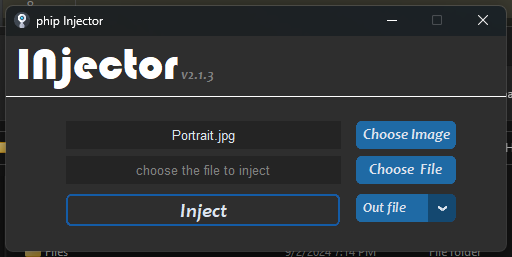 phip Injector
INjector v2.1.3
Portrait.jpg
Choose Image
choose the file to inject
Choose File
Inject
Out file
Files 9/2/2024 7:14 PM File folder